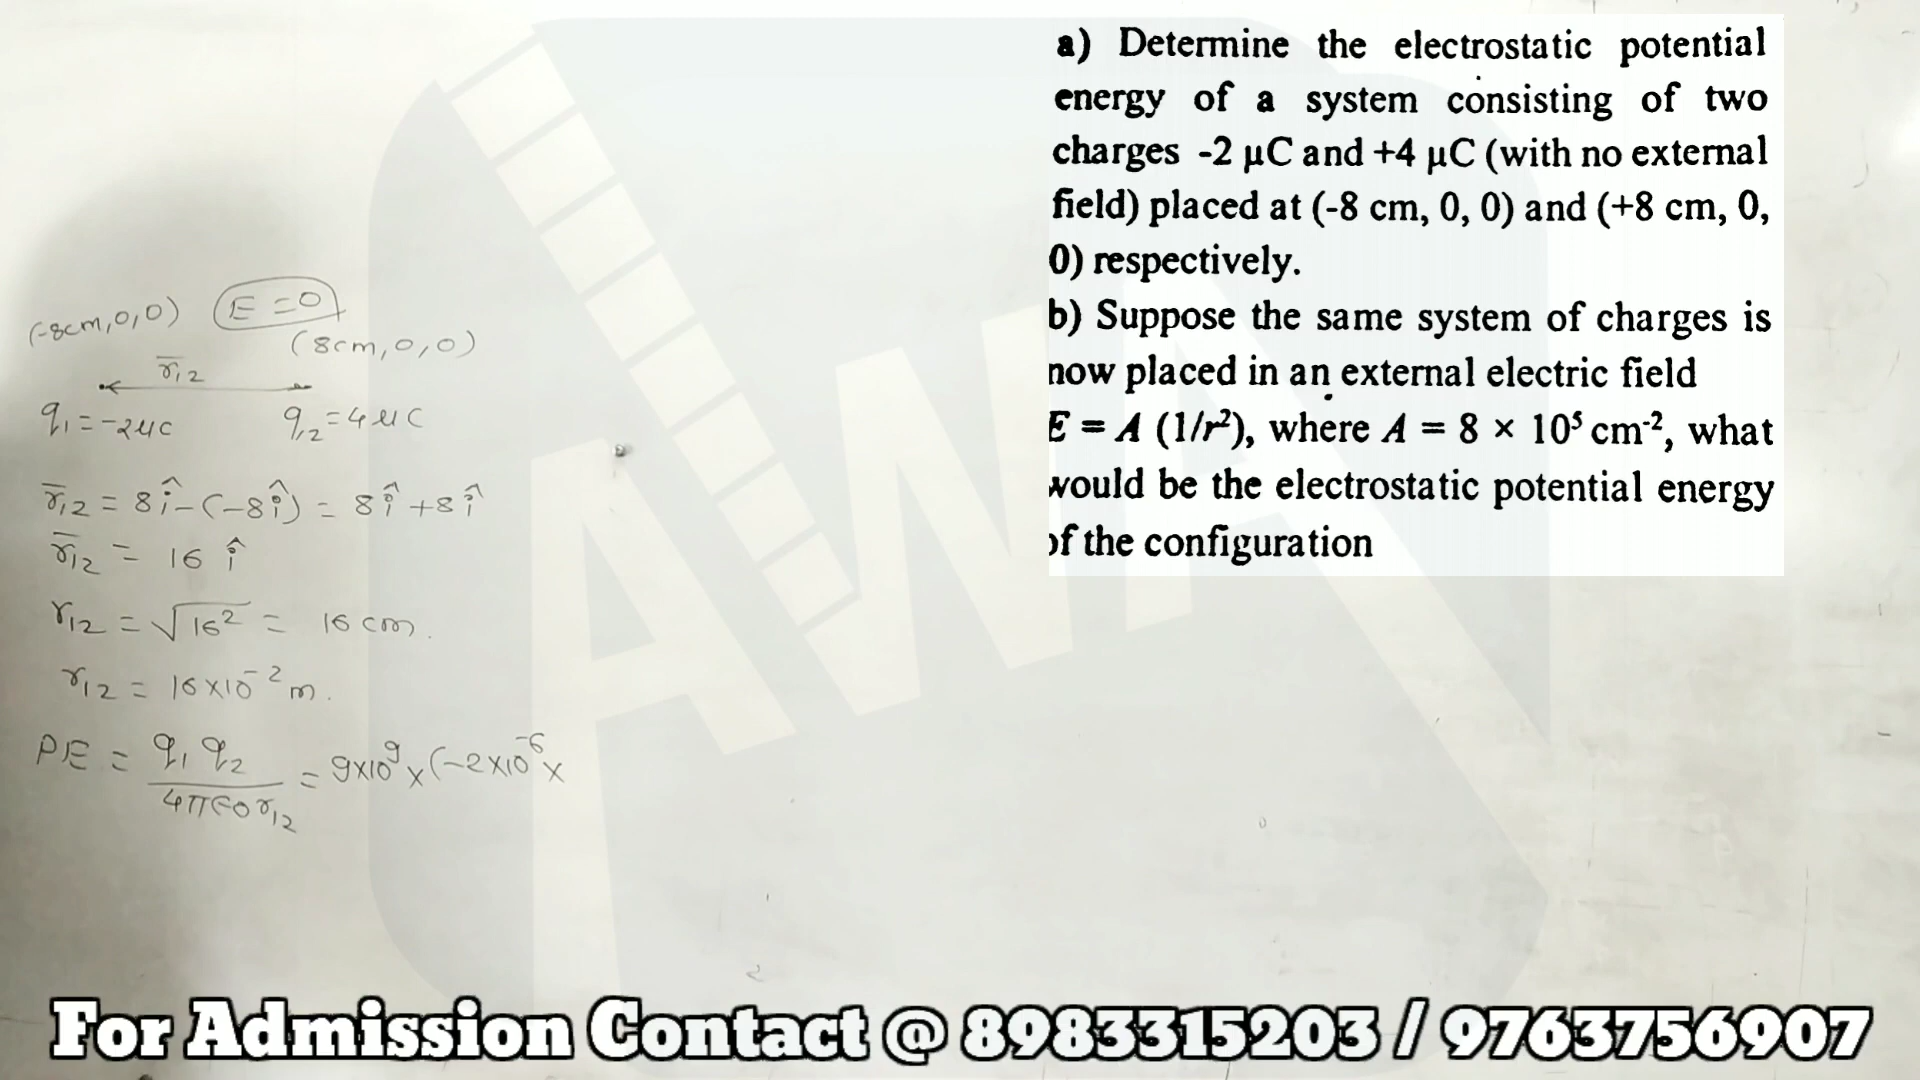 a) Determine the electrostatic potential
energy of a system consisting of two
charges -2 μC and +4 μC (with no external
field) placed at (-8 cm, 0, 0) and (+8 cm, 0,
0) respectively.
b) Suppose the same system of charges is
now placed in an external electric field
E = A (1/r²), where A = 8 × 10⁵ cm⁻², what
would be the electrostatic potential energy
of the configuration
(-8cm,0,0) E=0
(8cm,0,0)
r̄₁₂
q₁=-2μC q₂=4μC
r̄₁₂ = 8î-(-8î) = 8î+8î
r̄₁₂ = 16 î
r₁₂ = √16² = 16 cm.
r₁₂ = 16×10⁻² m.
PE = q₁ q₂ / 4π∈0 r₁₂ = 9×10⁹ × (-2×10⁻⁶ ×
AWA
For Admission Contact @ 8983315203 / 9763756907